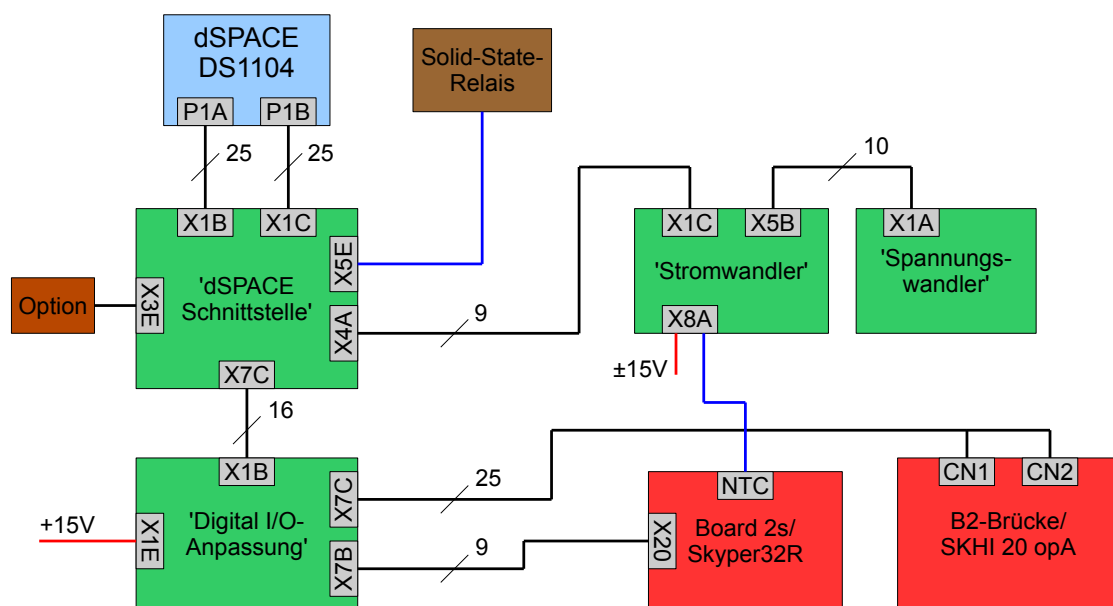 dSPACE
DS1104
P1A
P1B
Solid-State-
Relais
25
25
10
X1B
X1C
X5E
X1C
X5B
X1A
'dSPACE
Schnittstelle'
'Stromwandler'
'Spannungs-
wandler'
Option
X3E
X4A
9
X8A
±15V
X7C
16
X1B
X7C
25
NTC
CN1
CN2
+15V
X1E
'Digital I/O-
Anpassung'
X7B
9
X20
Board 2s/
Skyper32R
B2-Brücke/
SKHI 20 opA